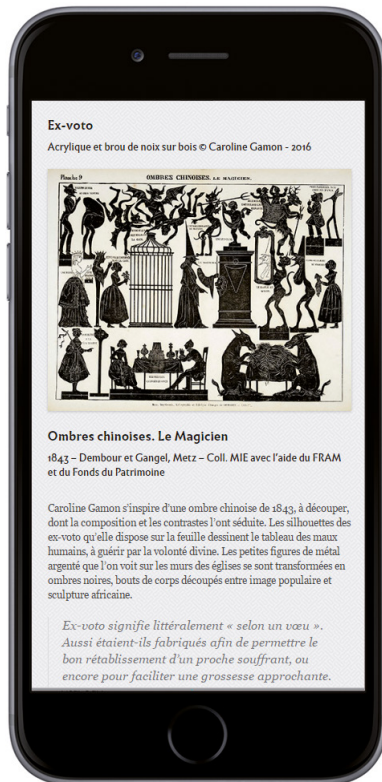 Ex-voto
Acrylique et brou de noix sur bois © Caroline Gamon - 2016
Planche 9
OMBRES CHINOISES. LE MAGICIEN.
Ombres chinoises. Le Magicien
1843 – Dembour et Gangel, Metz – Coll. MIE avec l'aide du FRAM
et du Fonds du Patrimoine
Caroline Gamon s'inspire d'une ombre chinoise de 1843, à découper,
dont la composition et les contrastes l'ont séduite. Les silhouettes des
ex-voto qu'elle dispose sur la feuille dessinent le tableau des maux
humains, à guérir par la volonté divine. Les petites figures de métal
argenté que l'on voit sur les murs des églises se sont transformées en
ombres noires, bouts de corps découpés entre image populaire et
sculpture africaine.
Ex-voto signifie littéralement « selon un vœu ».
Aussi étaient-ils fabriqués afin de permettre le
bon rétablissement d'un proche souffrant, ou
encore pour faciliter une grossesse approchante.